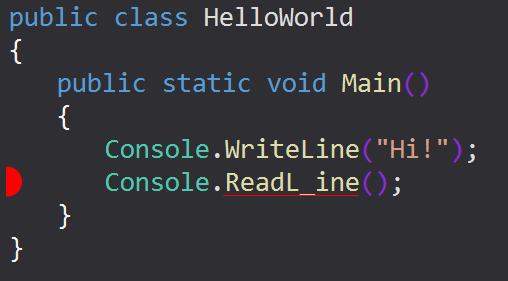 public class HelloWorld
{
public static void Main()
{
Console.WriteLine("Hi!");
Console.ReadL_ine();
}
}